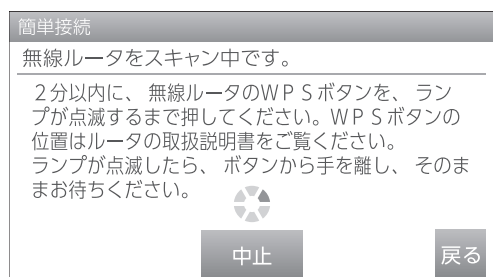 簡単接続
無線ルータをスキャン中です。
2分以内に、 無線ルータのWPSボタンを、 ラン
プが点滅するまで押してください。WPSボタンの
位置はルータの取扱説明書をご覧ください。
ランプが点滅したら、 ボタンから手を離し、 そのま
まお待ちください。
中止
戻る